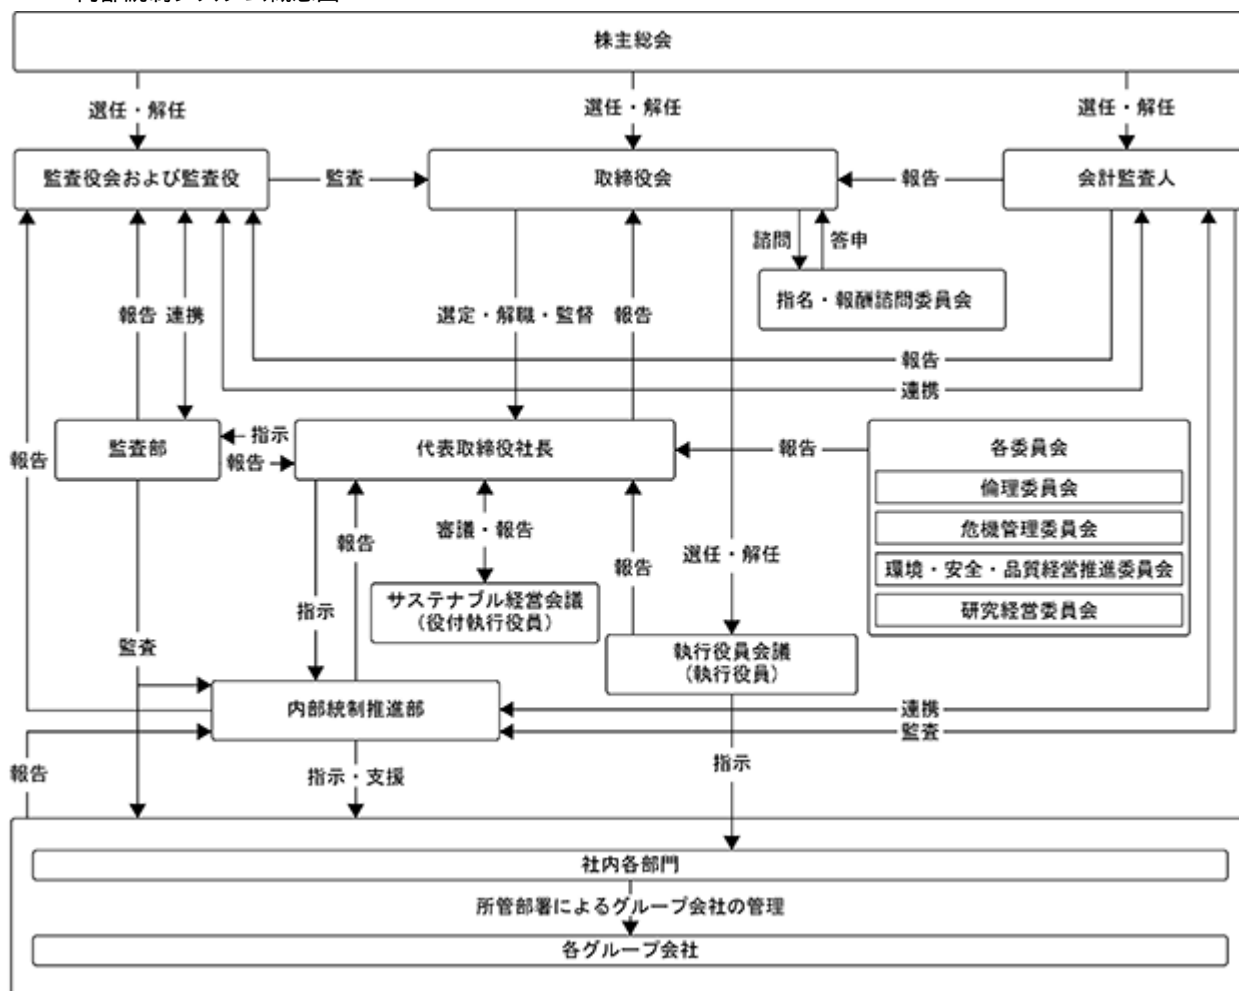 株主総会
選任・解任
選任・解任
選任・解任
監査役会および監査役
監査
取締役会
報告
会計監査人
諮問
答申
指名・報酬諮問委員会
報告
連携
選定・解職・監督
報告
報告
連携
監査部
指示
報告
代表取締役社長
報告
各委員会
倫理委員会
危機管理委員会
環境・安全・品質経営推進委員会
研究経営委員会
報告
審議・報告
報告
選任・解任
報告
サステナブル経営会議
（役付執行役員）
指示
監査
執行役員会議
（執行役員）
内部統制推進部
連携
監査
報告
指示・支援
指示
社内各部門
所管部署によるグループ会社の管理
各グループ会社